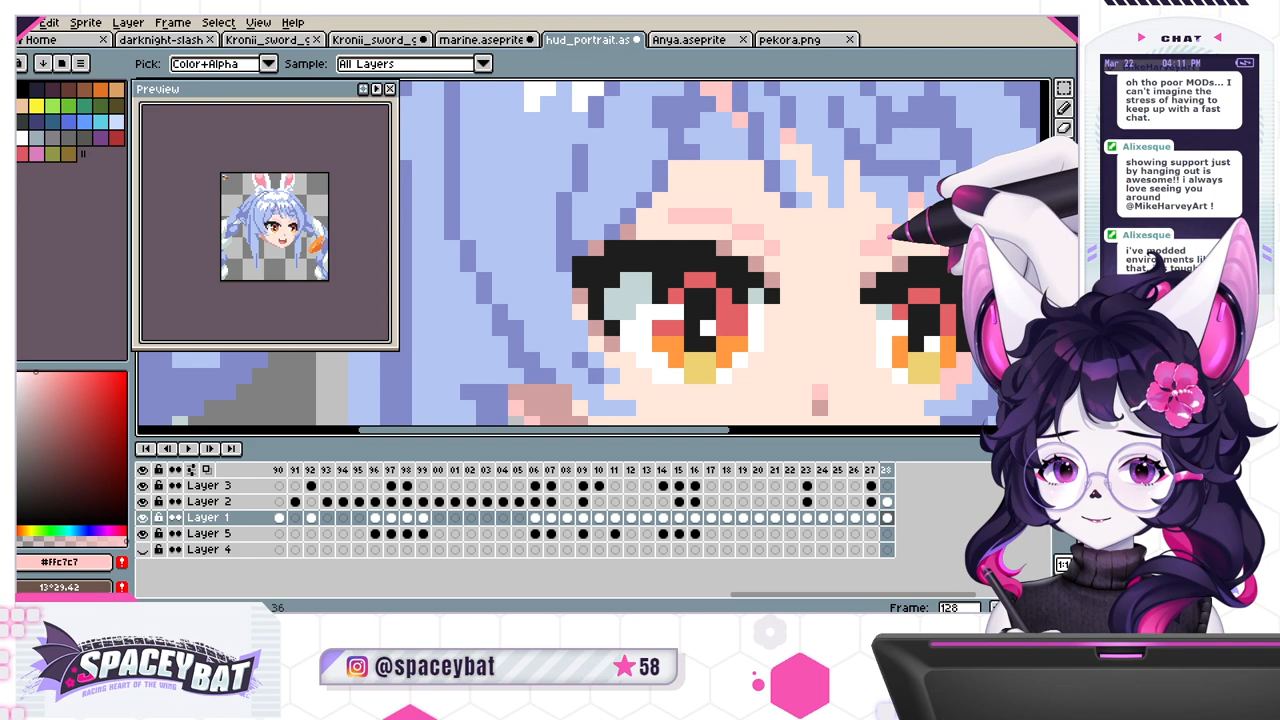 Edit Sprite Layer Frame Select View Help
Home darknight-slash Kronii_sword_g Kronii_sword_g marine.aseprite hud_portrait.as Anya.aseprite pekora.png
Pick: Color+Alpha Sample: All Layers
Preview
90 91 92 93 94 95 96 97 98 99 00 01 02 03 04 05 06 07 08 09 10 11 12 13 14 15 16 17 18 19 20 21 22 23 24 25 26 27 28
Layer 3
Layer 2
Layer 1
Layer 5
Layer 4
#ffc7c7
13°29.42
36
Frame: 128
1:1
CHAT
Mar 22 04:11 PM
oh tho poor MODs... I
can't imagine the
stress of having to
keep up with a fast
chat.
Alixesque
showing support just
by hanging out is
awesome!! i always
love seeing you
around
@MikeHarveyArt !
Alixesque
i've modded
SPACEYBAT
RACING HEART OF THE WING
@spaceybat
58